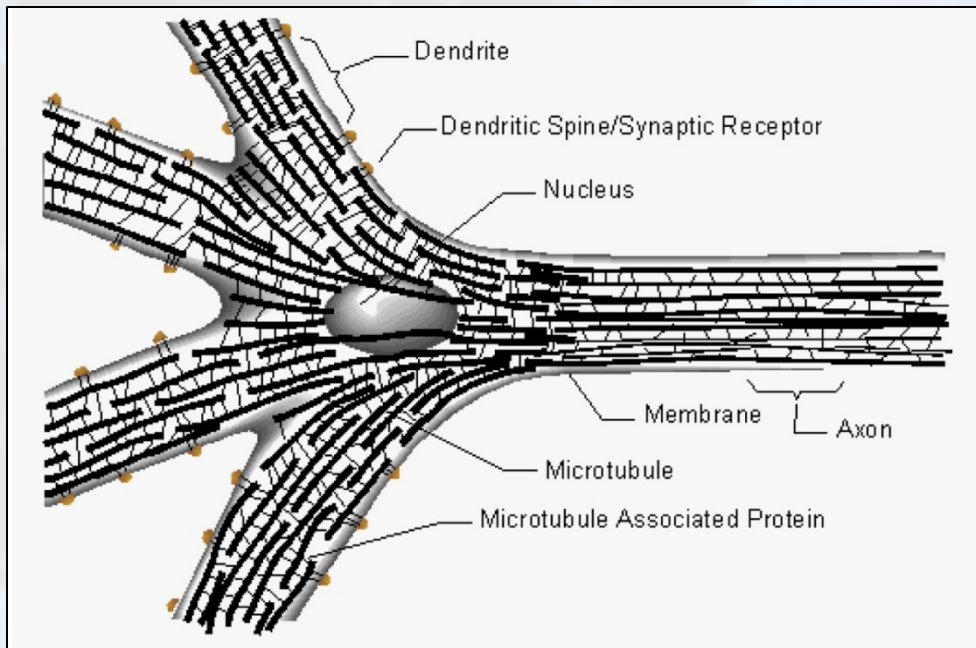 Dendrite
Dendritic Spine/Synaptic Receptor
Nucleus
Membrane
Axon
Microtubule
Microtubule Associated Protein